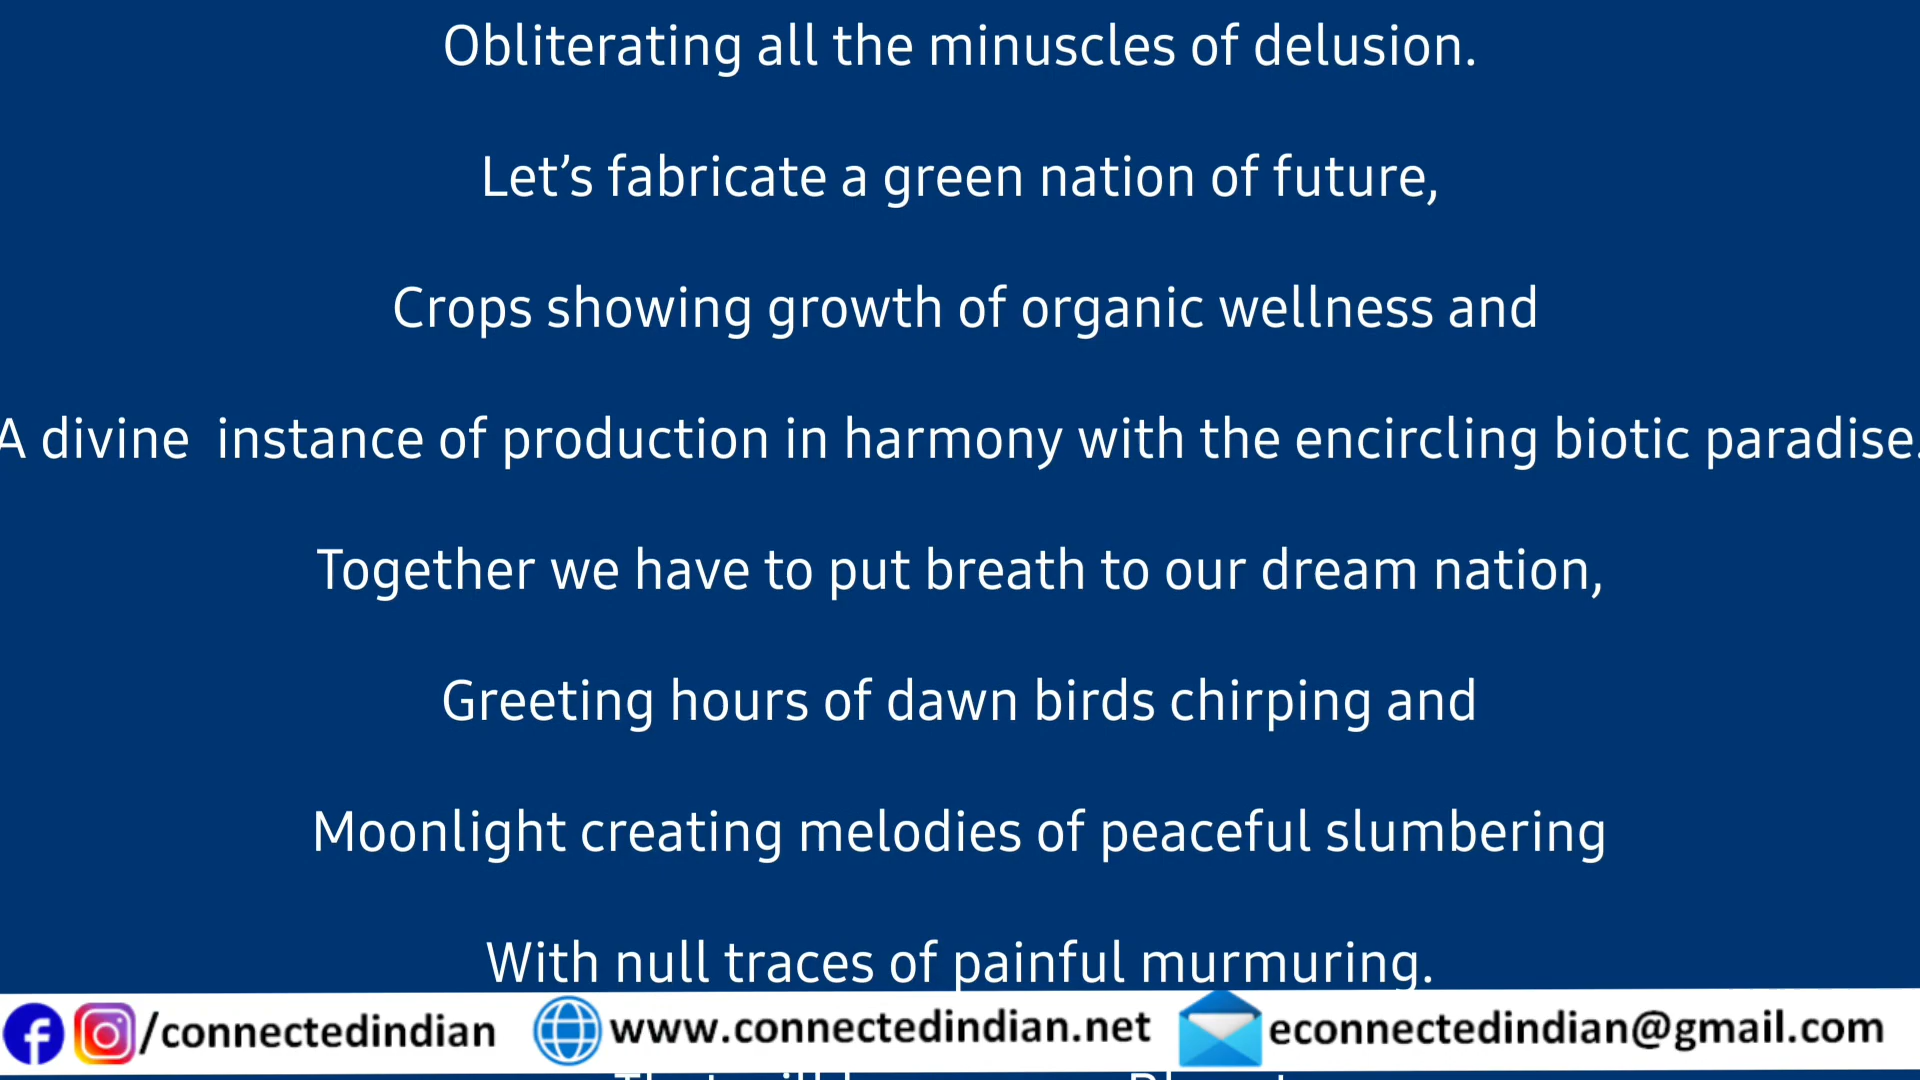 Obliterating all the minuscles of delusion.
Let’s fabricate a green nation of future,
Crops showing growth of organic wellness and
A divine  instance of production in harmony with the encircling biotic paradise.
Together we have to put breath to our dream nation,
Greeting hours of dawn birds chirping and
Moonlight creating melodies of peaceful slumbering
With null traces of painful murmuring.
/connectedindian www.connectedindian.net econnectedindian@gmail.com